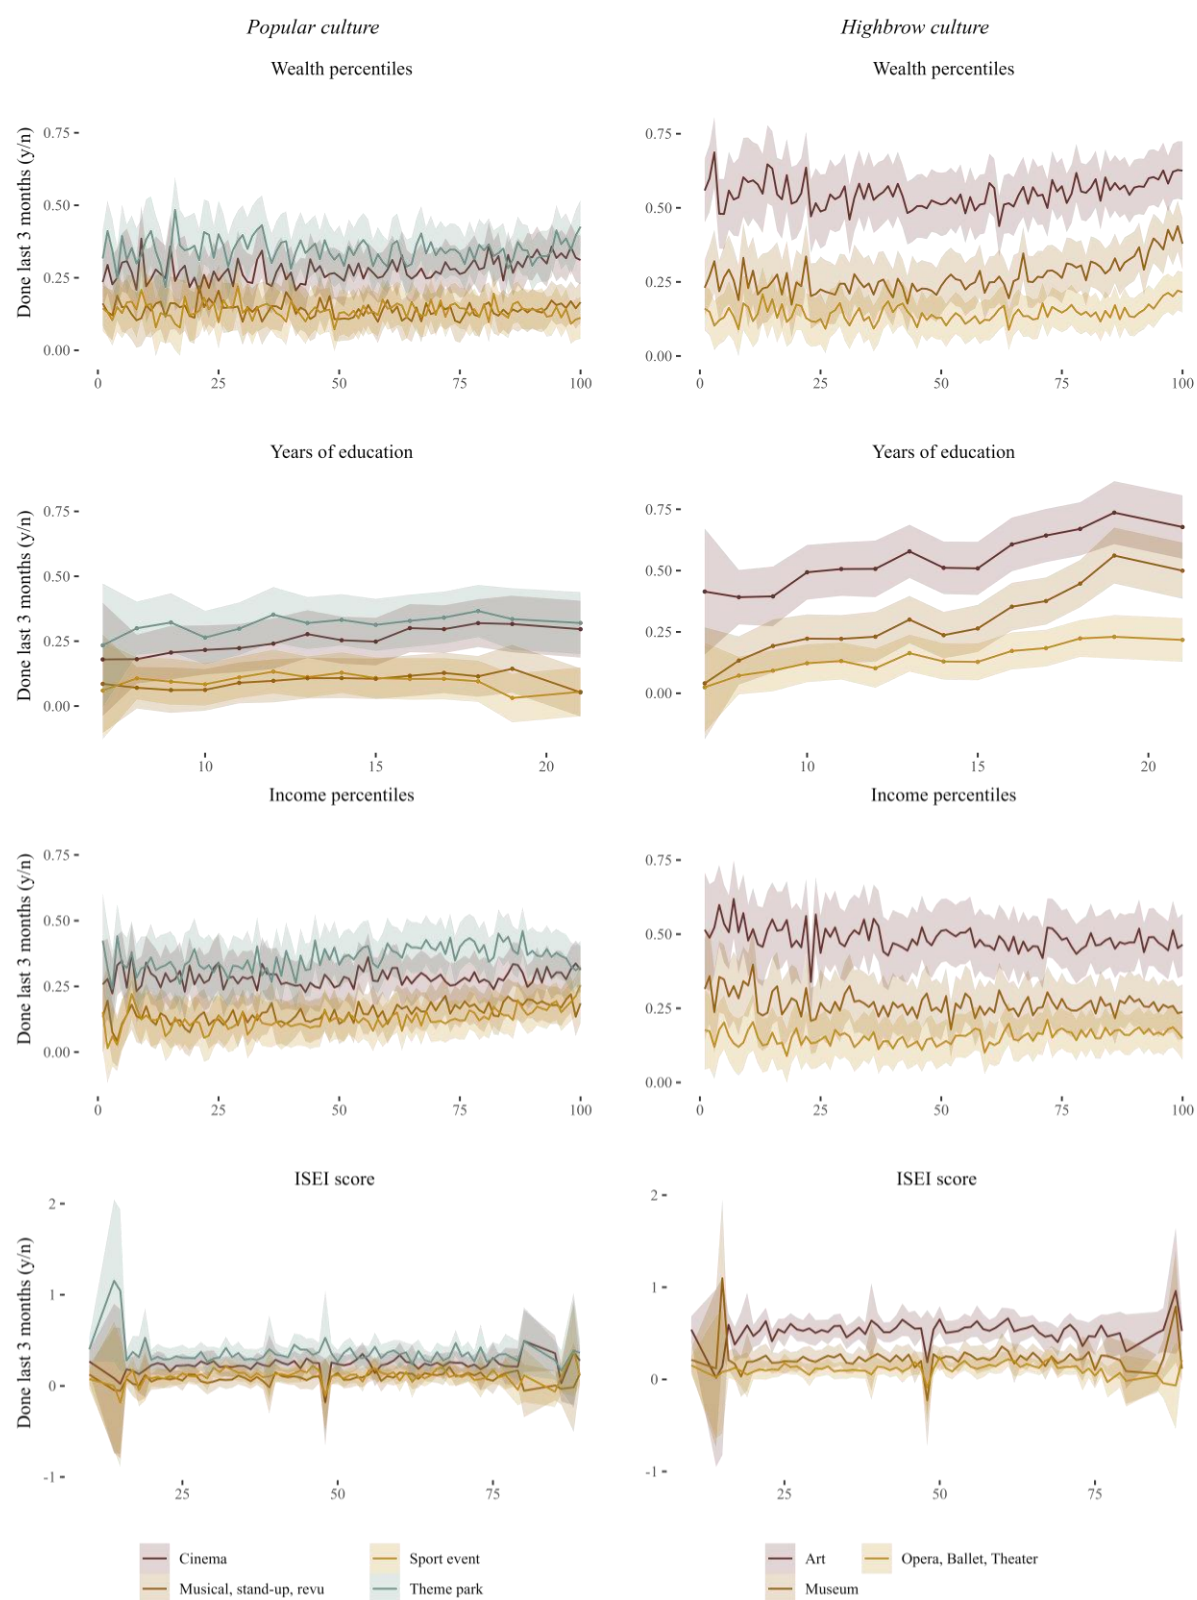 Popular culture
Highbrow culture
Wealth percentiles
Wealth percentiles
Done last 3 months (y/n)
0.75
0.50
0.25
0.00
0 25 50 75 100
0.75
0.50
0.25
0.00
0 25 50 75 100
Years of education
Years of education
Done last 3 months (y/n)
0.75
0.50
0.25
0.00
10 15 20
0.75
0.50
0.25
0.00
10 15 20
Income percentiles
Income percentiles
Done last 3 months (y/n)
0.75
0.50
0.25
0.00
0 25 50 75 100
0.75
0.50
0.25
0.00
0 25 50 75 100
ISEI score
ISEI score
Done last 3 months (y/n)
2
1
0
-1
25 50 75
2
1
0
-1
25 50 75
Cinema
Sport event
Musical, stand-up, revu
Theme park
Art
Opera, Ballet, Theater
Museum